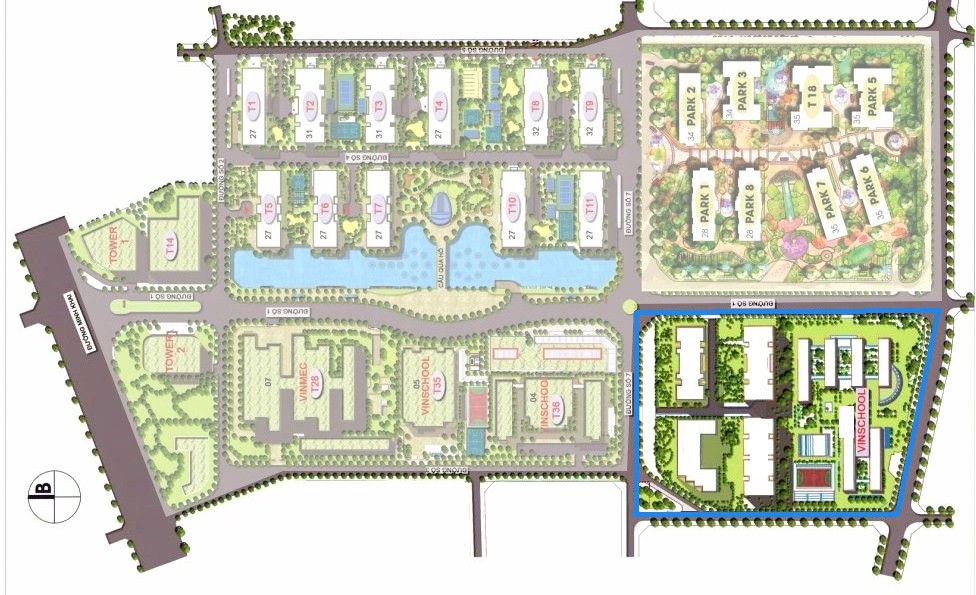 ĐƯỜNG SỐ 5
T1
27
T2
31
T3
31
T4
27
T8
32
T9
32
PARK 2
34
PARK 3
34
T 18
35
PARK 5
35
ĐƯỜNG SỐ 4
ĐƯỜNG SỐ 2
T5
27
T6
27
T7
27
T10
27
T11
27
ĐƯỜNG SỐ 7
PARK 1
28
PARK 8
28
PARK 7
35
PARK 6
35
TOWER 1
T14
CẦU QUA HỒ
ĐƯỜNG SỐ 1
ĐƯỜNG SỐ 1
ĐƯỜNG SỐ 1
ĐƯỜNG MINH KHAI
TOWER 2
07
VINMEC
T28
05
VINSCHOOL
T35
04
INSCHOO
T36
ĐƯỜNG SỐ 7
VINSCHOOL
B